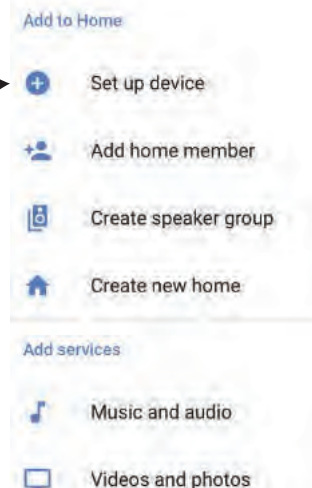 Add to Home
Set up device
Add home member
Create speaker group
Create new home
Add services
Music and audio
Videos and photos